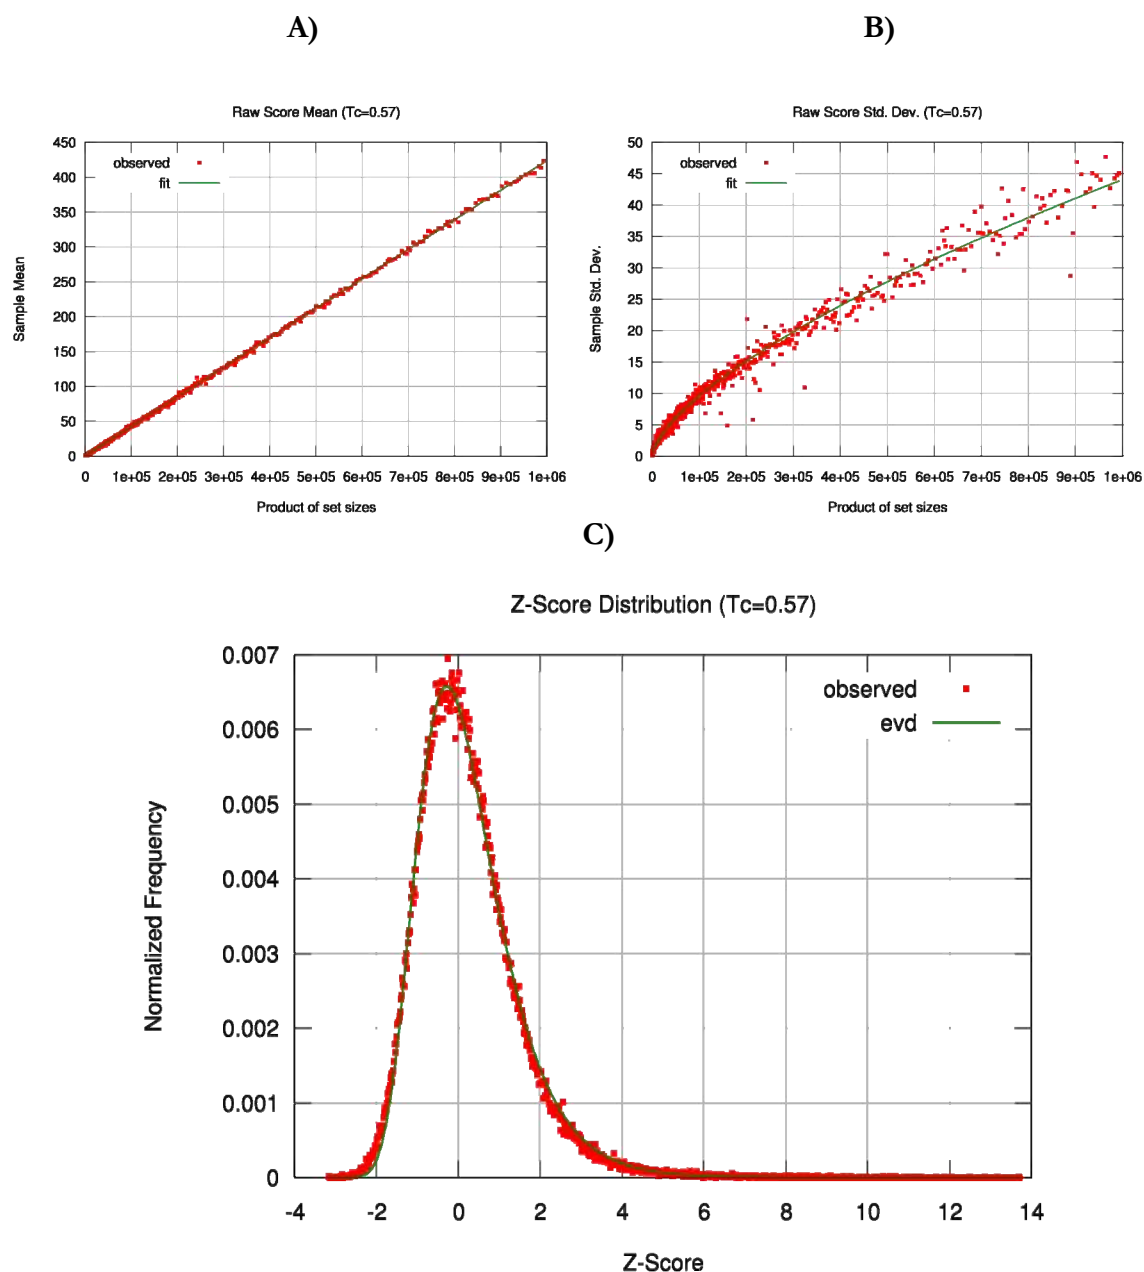 A)
B)
Raw Score Mean (Tc=0.57)
450
400
350
300
250
200
150
100
50
0
observed
fit
Sample Mean
0 1e+05 2e+05 3e+05 4e+05 5e+05 6e+05 7e+05 8e+05 9e+05 1e+06
Product of set sizes
Raw Score Std. Dev. (Tc=0.57)
50
45
40
35
30
25
20
15
10
5
0
observed
fit
Sample Std. Dev.
0 1e+05 2e+05 3e+05 4e+05 5e+05 6e+05 7e+05 8e+05 9e+05 1e+06
Product of set sizes
C)
Z-Score Distribution (Tc=0.57)
0.007
0.006
0.005
0.004
0.003
0.002
0.001
0
observed
evd
Normalized Frequency
-4 -2 0 2 4 6 8 10 12 14
Z-Score